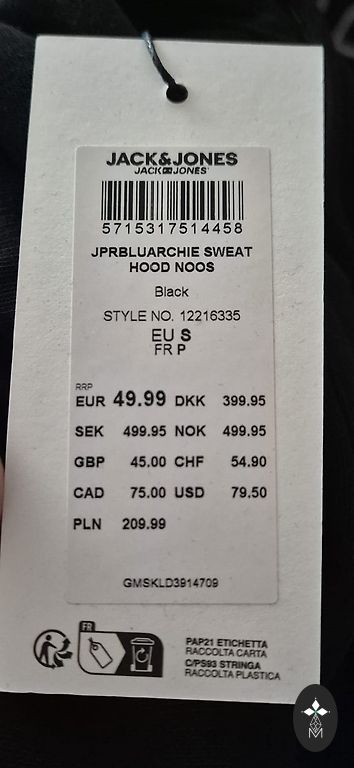 JACK&JONES
JACK JONES
5715317514458
JPRBLUARCHIE SWEAT
HOOD NOOS
Black
STYLE NO. 12216335
EU S
FR P
RRP
EUR 49.99 DKK 399.95
SEK 499.95 NOK 499.95
GBP 45.00 CHF 54.90
CAD 75.00 USD 79.50
PLN 209.99
GMSKLD3914709
FR
PAP21 ETICHETTA
RACCOLTA CARTA
C/PS93 STRINGA
RACCOLTA PLASTICA
M